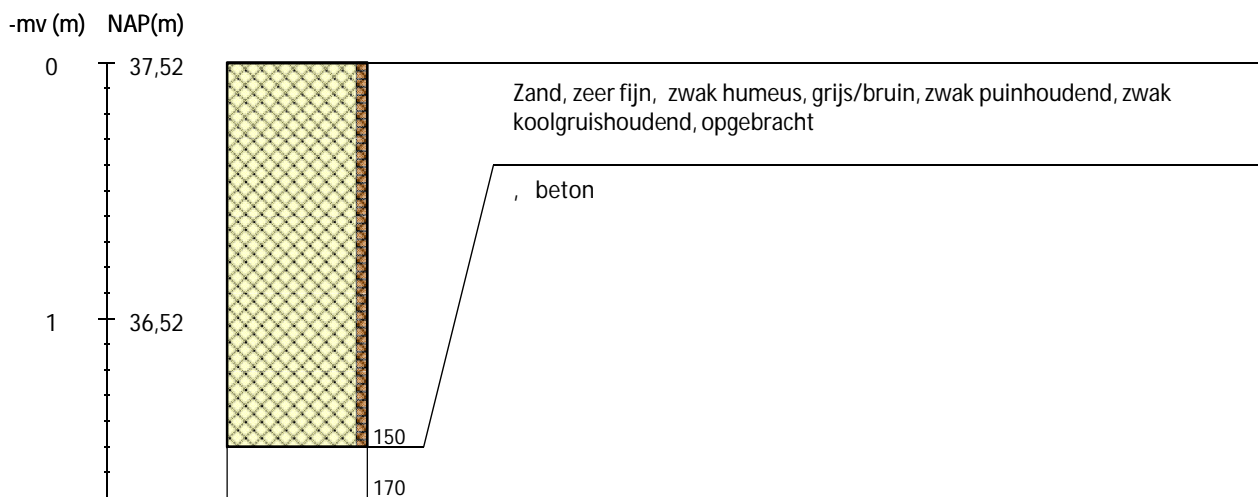 -mv (m) NAP(m)
0 37,52
Zand, zeer fijn, zwak humeus, grijs/bruin, zwak puinhoudend, zwak
koolgruishoudend, opgebracht
, beton
1 36,52
150
170